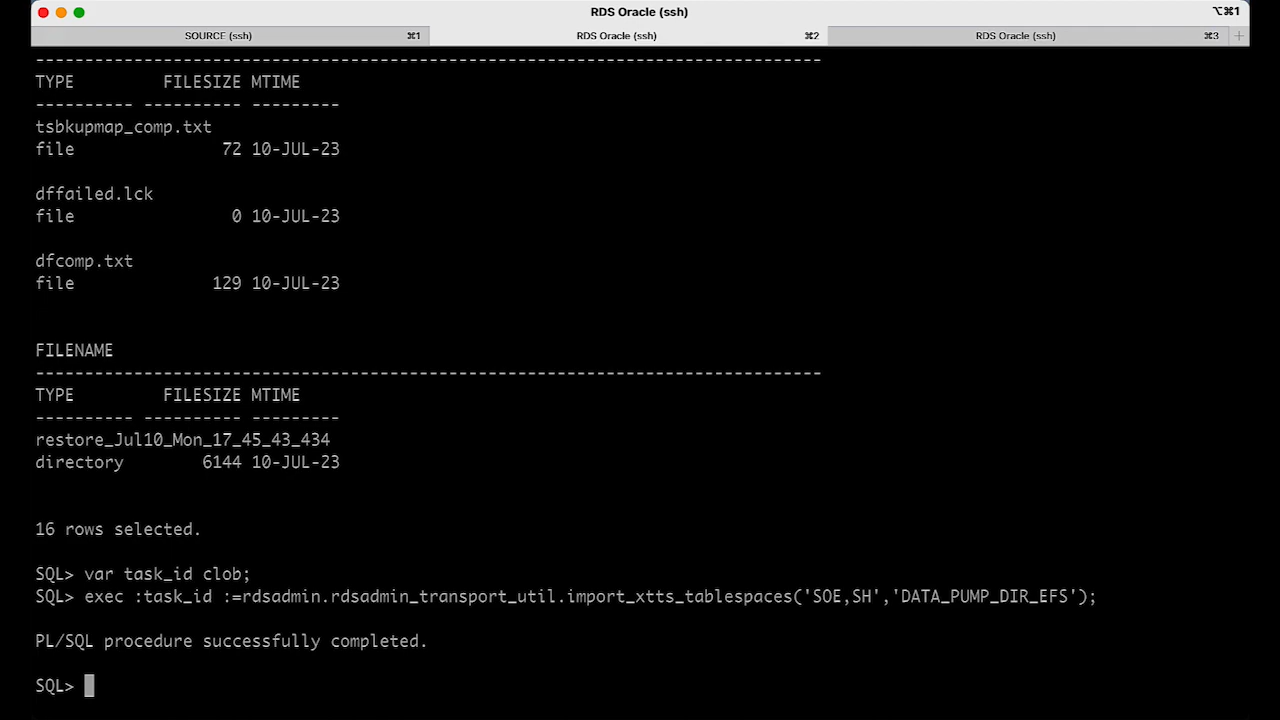 RDS Oracle (ssh)
⌥⌘1
SOURCE (ssh) ⌘1 RDS Oracle (ssh) ⌘2 RDS Oracle (ssh) ⌘3 +
--------------------------------------------------------------------------------
TYPE         FILESIZE MTIME
---------- ---------- ---------
tsbkupmap_comp.txt
file               72 10-JUL-23
dffailed.lck
file                0 10-JUL-23
dfcomp.txt
file              129 10-JUL-23
FILENAME
--------------------------------------------------------------------------------
TYPE         FILESIZE MTIME
---------- ---------- ---------
restore_Jul10_Mon_17_45_43_434
directory        6144 10-JUL-23
16 rows selected.
SQL> var task_id clob;
SQL> exec :task_id :=rdsadmin.rdsadmin_transport_util.import_xtts_tablespaces('SOE,SH','DATA_PUMP_DIR_EFS');
PL/SQL procedure successfully completed.
SQL>